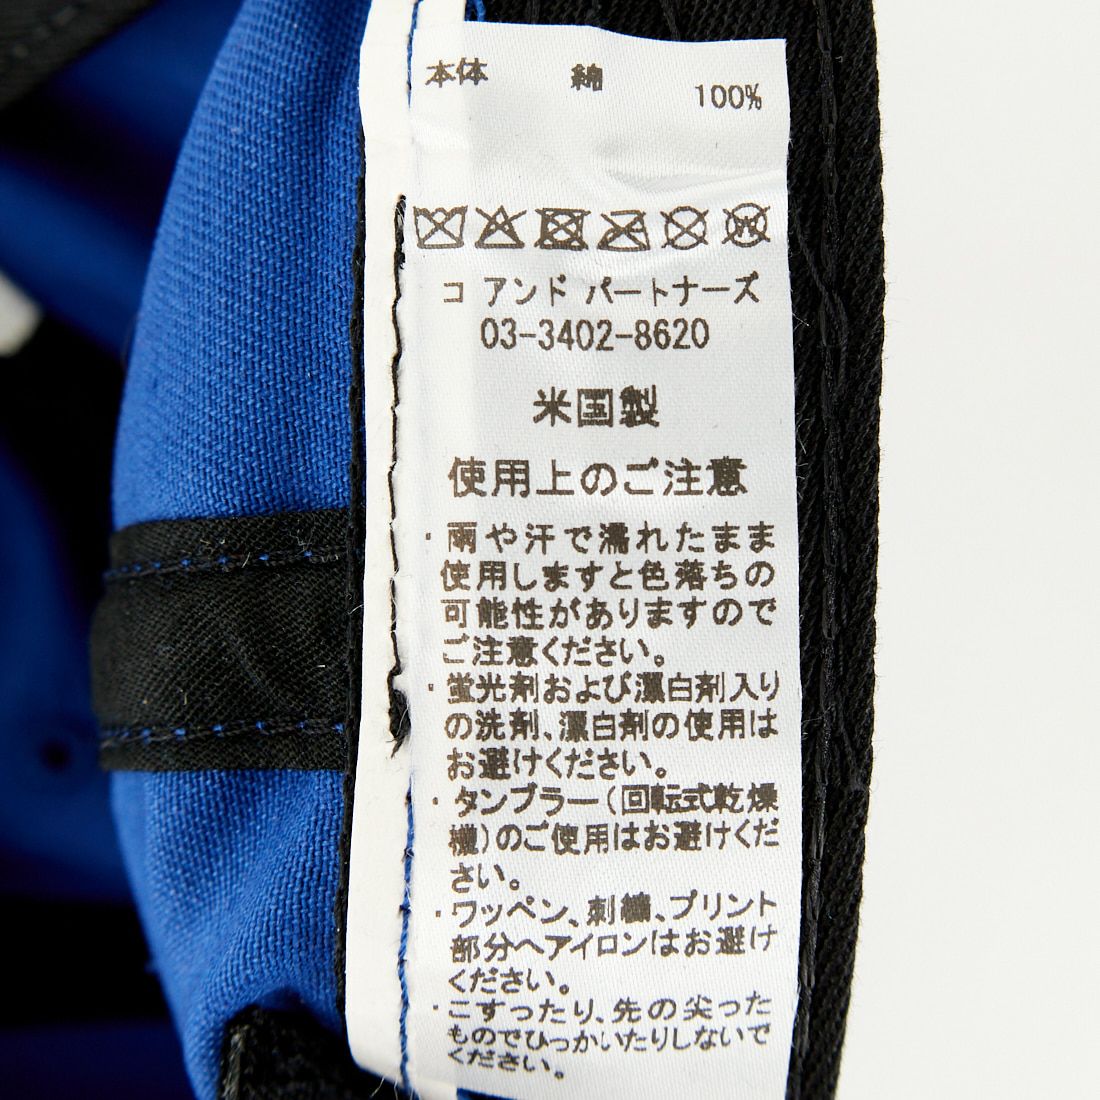 本体 綿 100%
コ アンド パートナーズ
03-3402-8620
米国製
使用上のご注意
・雨や汗で濡れたまま
使用しますと色落ちの
可能性がありますので
ご注意ください。
・蛍光剤および漂白剤入り
の洗剤、漂白剤の使用は
お避けください。
・タンブラー(回転式乾燥
機)のご使用はお避けくだ
さい。
・ワッペン、刺繍、プリント
部分へアイロンはお避け
ください。
・こすったり、先の尖った
ものでひっかいたりしないで
ください。